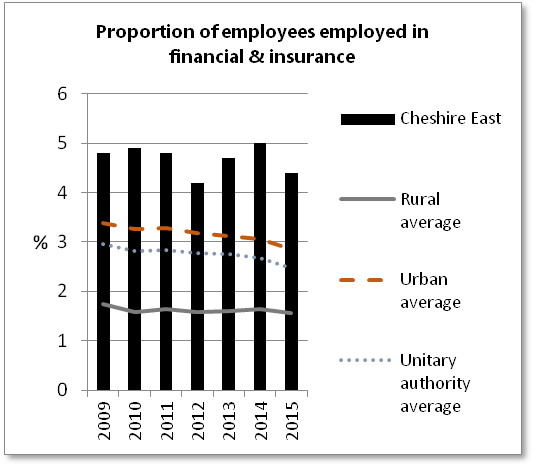 Proportion of employees employed in
financial & insurance
6
5
4
3
2
1
0
%
2009
2010
2011
2012
2013
2014
2015
Cheshire East
Rural
average
Urban
average
Unitary
authority
average